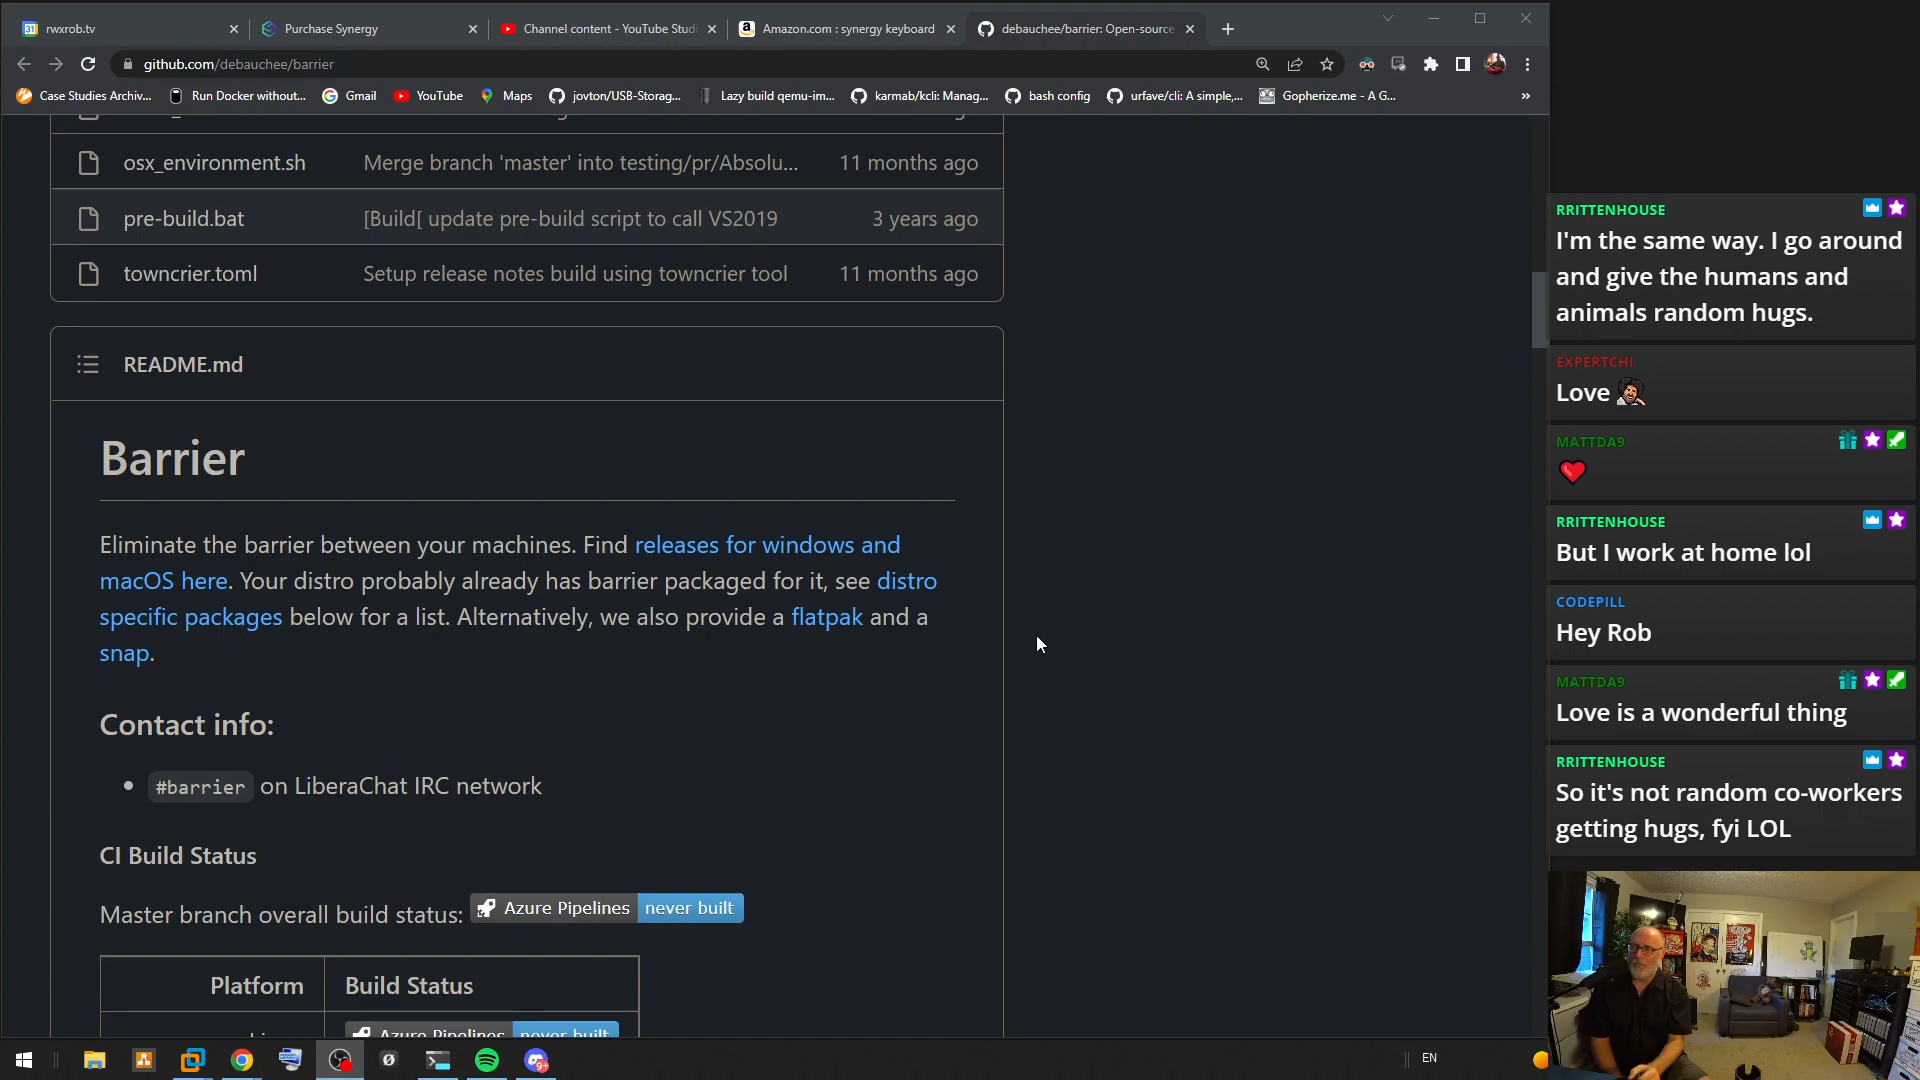 rwxrob.tv
Purchase Synergy
Channel content - YouTube Studi
Amazon.com : synergy keyboard
debauchee/barrier: Open-source
github.com/debauchee/barrier
Case Studies Archiv...
Run Docker without...
Gmail
YouTube
Maps
jovton/USB-Storag...
Lazy build qemu-im...
karmab/kcli: Manag...
bash config
urfave/cli: A simple,...
Gopherize.me - A G...
»
osx_environment.sh Merge branch 'master' into testing/pr/Absolu... 11 months ago
pre-build.bat [Build[ update pre-build script to call VS2019 3 years ago
towncrier.toml Setup release notes build using towncrier tool 11 months ago
README.md
Barrier
Eliminate the barrier between your machines. Find releases for windows and
macOS here. Your distro probably already has barrier packaged for it, see distro
specific packages below for a list. Alternatively, we also provide a flatpak and a
snap.
Contact info:
#barrier on LiberaChat IRC network
CI Build Status
Master branch overall build status: Azure Pipelines never built
Platform Build Status
Azure Pipelines never built
RRITTENHOUSE
I'm the same way. I go around
and give the humans and
animals random hugs.
EXPERTCHI
Love
MATTDA9
RRITTENHOUSE
But I work at home lol
CODEPILL
Hey Rob
MATTDA9
Love is a wonderful thing
RRITTENHOUSE
So it's not random co-workers
getting hugs, fyi LOL
9+
EN